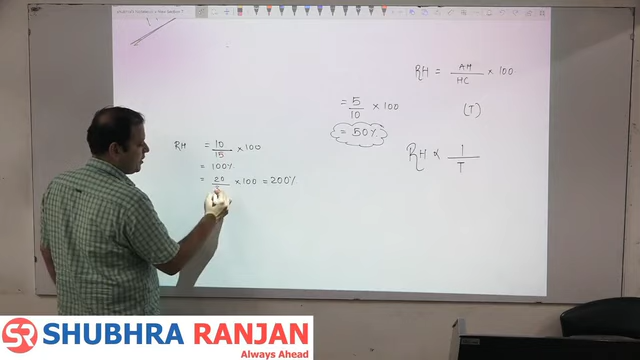 RH = AH/HC × 100
= 5/10 × 100
(T)
= 50%
RH ∝ 1/T
RH = 10/15 × 100
= 100%
= 20/ × 100 = 200%
SR
SHUBHRA RANJAN
Always Ahead